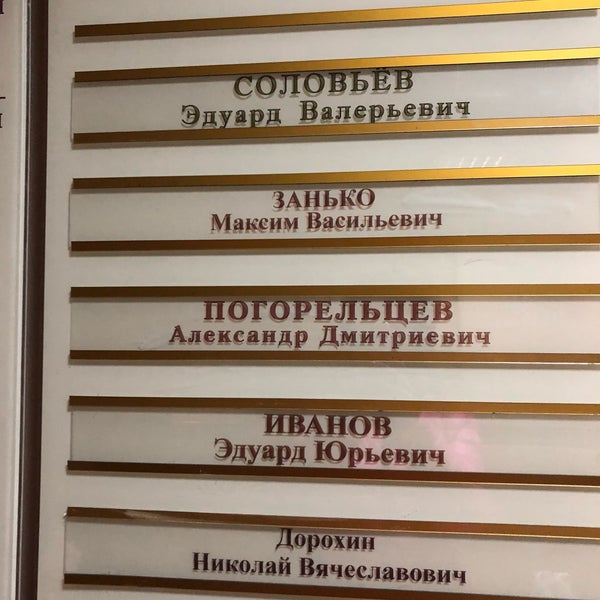 СОЛОВЬЁВ
Эдуард Валерьевич
ЗАНЬКО
Максим Васильевич
ПОГОРЕЛЬЦЕВ
Александр Дмитриевич
ИВАНОВ
Эдуард Юрьевич
Дорохин
Николай Вячеславович